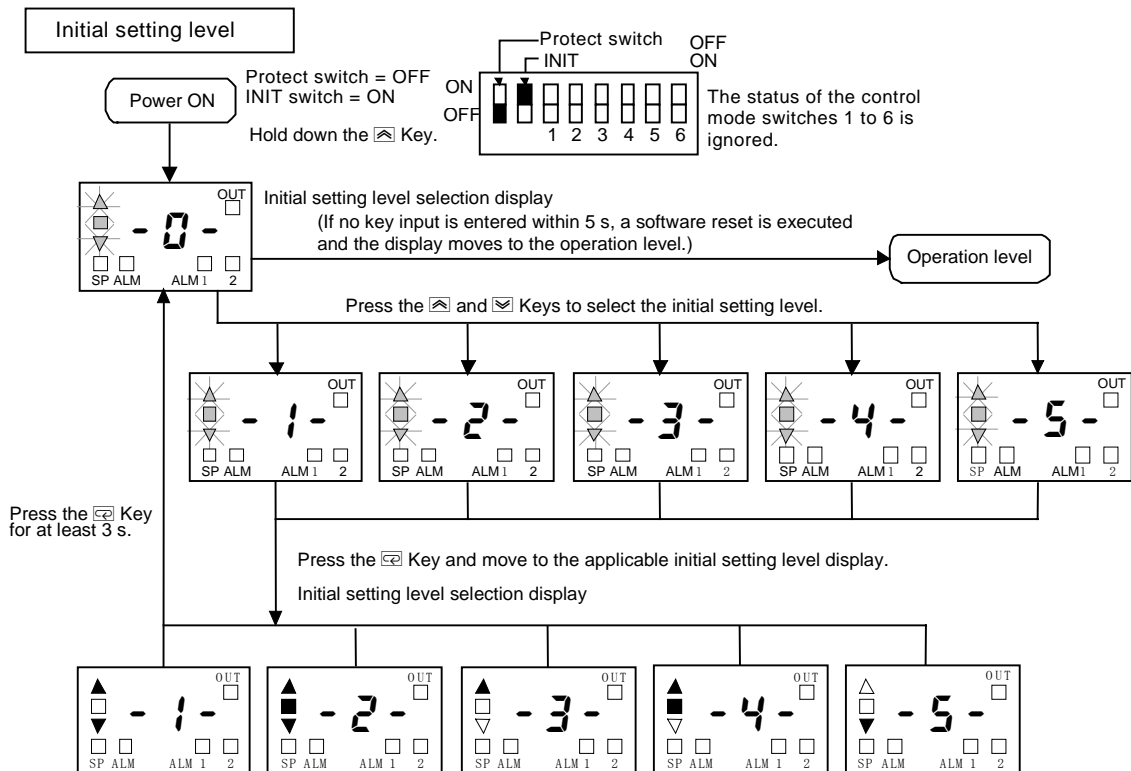 Initial setting level
Power ON
Protect switch = OFF
INIT switch = ON
Hold down the Key.
Protect switch OFF
INIT ON
ON
OFF
1 2 3 4 5 6
The status of the control
mode switches 1 to 6 is
ignored.
OUT
- 0 -
SP ALM ALM 1 2
Initial setting level selection display
(If no key input is entered within 5 s, a software reset is executed
and the display moves to the operation level.)
Operation level
Press the and Keys to select the initial setting level.
OUT
- 1 -
SP ALM ALM 1 2
OUT
- 2 -
SP ALM ALM 1 2
OUT
- 3 -
SP ALM ALM 1 2
OUT
- 4 -
SP ALM ALM 1 2
OUT
- 5 -
SP ALM ALM 1 2
Press the Key
for at least 3 s.
Press the Key and move to the applicable initial setting level display.
Initial setting level selection display
OUT
- 1 -
SP ALM ALM 1 2
OUT
- 2 -
SP ALM ALM 1 2
OUT
- 3 -
SP ALM ALM 1 2
OUT
- 4 -
SP ALM ALM 1 2
OUT
- 5 -
SP ALM ALM 1 2